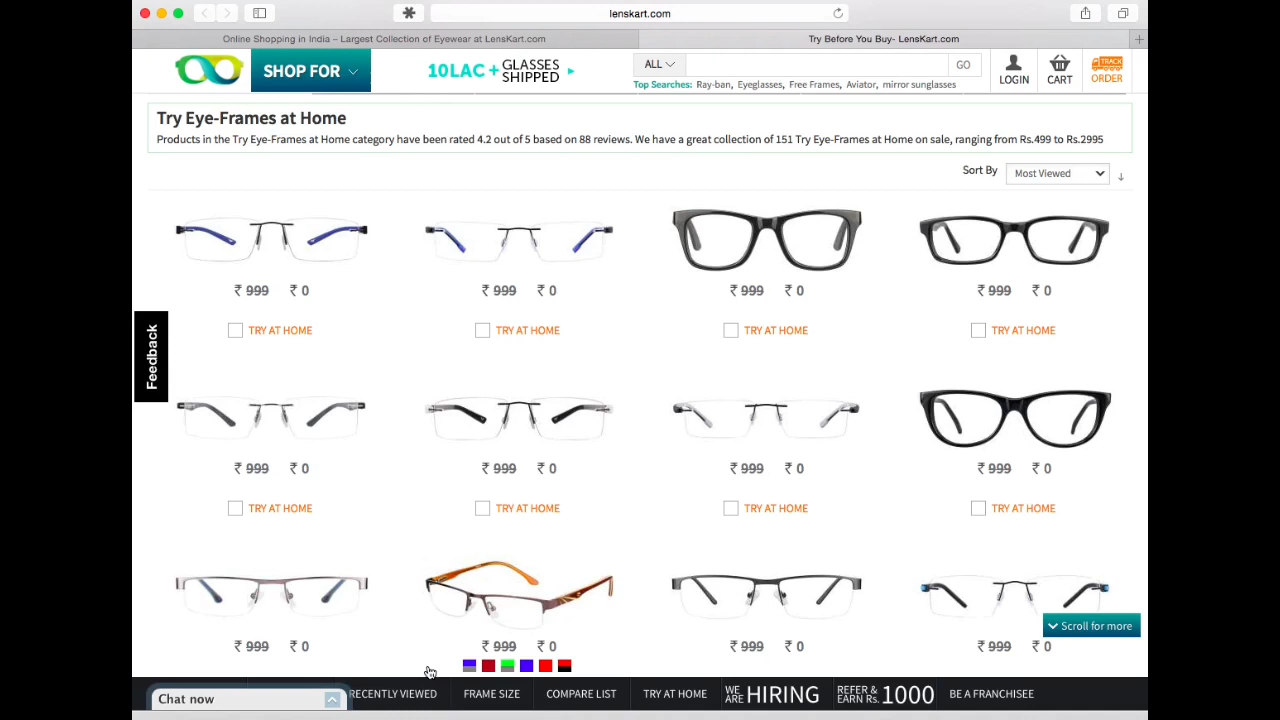 lenskart.com
Online Shopping in India – Largest Collection of Eyewear at LensKart.com
Try Before You Buy- LensKart.com
SHOP FOR
10LAC+ GLASSES SHIPPED
ALL
GO
Top Searches: Ray-ban, Eyeglasses, Free Frames, Aviator, mirror sunglasses
LOGIN
CART
TRACK
ORDER
Try Eye-Frames at Home
Products in the Try Eye-Frames at Home category have been rated 4.2 out of 5 based on 88 reviews. We have a great collection of 151 Try Eye-Frames at Home on sale, ranging from Rs.499 to Rs.2995
Sort By Most Viewed ↓
₹ 999 ₹ 0 ₹ 999 ₹ 0 ₹ 999 ₹ 0 ₹ 999 ₹ 0
TRY AT HOME TRY AT HOME TRY AT HOME TRY AT HOME
Feedback
₹ 999 ₹ 0 ₹ 999 ₹ 0 ₹ 999 ₹ 0 ₹ 999 ₹ 0
TRY AT HOME TRY AT HOME TRY AT HOME TRY AT HOME
Scroll for more
₹ 999 ₹ 0 ₹ 999 ₹ 0 ₹ 999 ₹ 0 ₹ 999 ₹ 0
Chat now
RECENTLY VIEWED FRAME SIZE COMPARE LIST TRY AT HOME WE ARE HIRING REFER & EARN Rs. 1000 BE A FRANCHISEE